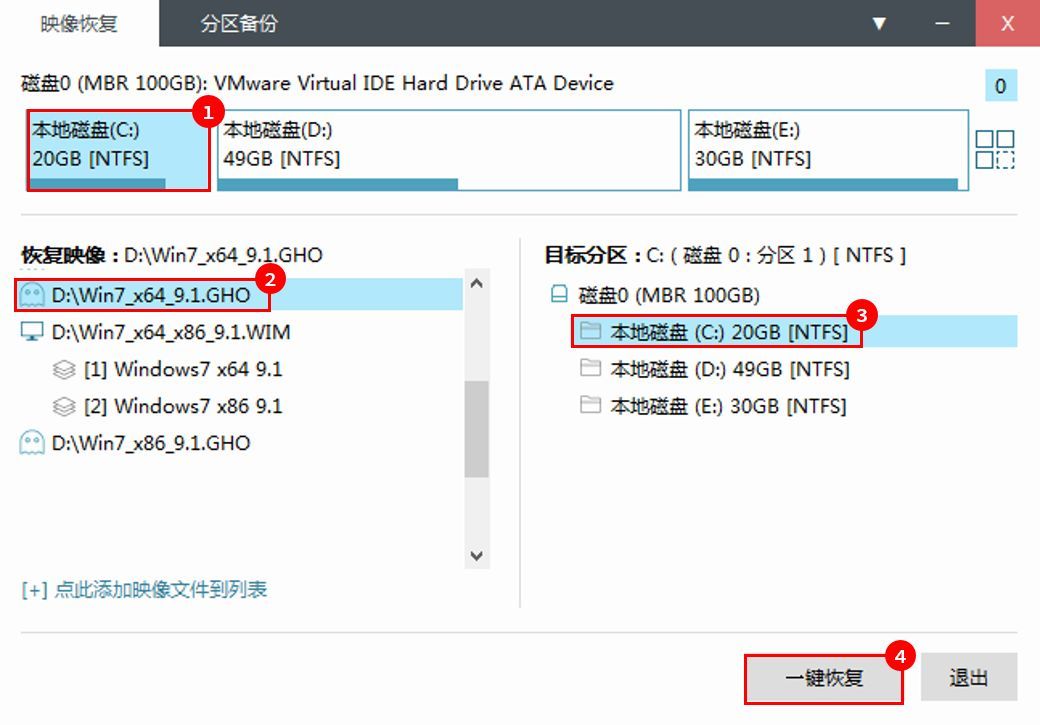 映像恢复 分区备份 ▼ － X
磁盘0 (MBR 100GB): VMware Virtual IDE Hard Drive ATA Device 0
1
本地磁盘(C:) 本地磁盘(D:) 本地磁盘(E:)
20GB [NTFS] 49GB [NTFS] 30GB [NTFS]
恢复映像：D:\Win7_x64_9.1.GHO
2
D:\Win7_x64_9.1.GHO
D:\Win7_x64_x86_9.1.WIM
[1] Windows7 x64 9.1
[2] Windows7 x86 9.1
D:\Win7_x86_9.1.GHO
[+] 点此添加映像文件到列表
目标分区：C: ( 磁盘 0 : 分区 1 ) [ NTFS ]
磁盘0 (MBR 100GB)
3
本地磁盘 (C:) 20GB [NTFS]
本地磁盘 (D:) 49GB [NTFS]
本地磁盘 (E:) 30GB [NTFS]
4
一键恢复 退出